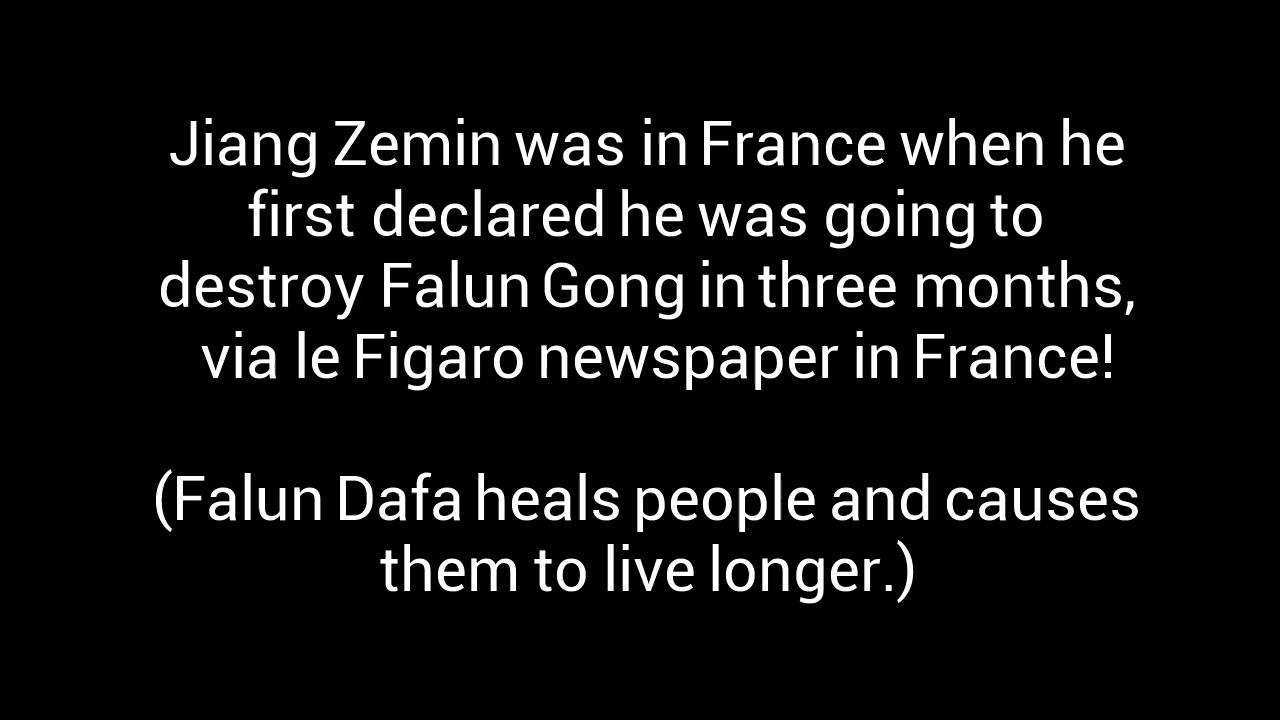 Jiang Zemin was in France when he
first declared he was going to
destroy Falun Gong in three months,
via le Figaro newspaper in France!
(Falun Dafa heals people and causes
them to live longer.)